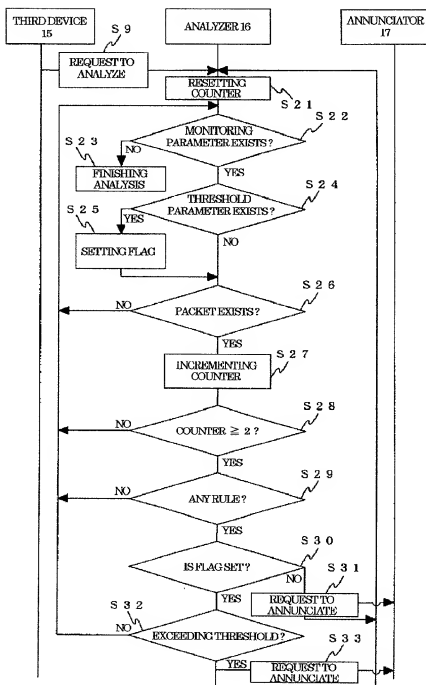 THIRD DEVICE
15
ANALYZER 16
ANNUNCIATOR
17
S 9
REQUEST TO
ANALYZE
RESETTING
COUNTER
S 2 1
MONITORING
PARAMETER EXISTS?
S 2 2
NO
YES
S 2 3
FINISHING
ANALYSIS
THRESHOLD
PARAMETER EXISTS?
S 2 4
YES
NO
S 2 5
SETTING FLAG
PACKET EXISTS?
S 2 6
NO
YES
INCREMENTING
COUNTER
S 2 7
COUNTER ≧ 2 ?
S 2 8
NO
YES
ANY RULE?
S 2 9
NO
YES
IS FLAG SET?
S 3 0
NO
YES
S 3 1
REQUEST TO
ANNUNCIATE
S 3 2
EXCEEDING THRESHOLD?
NO
YES
S 3 3
REQUEST TO
ANNUNCIATE